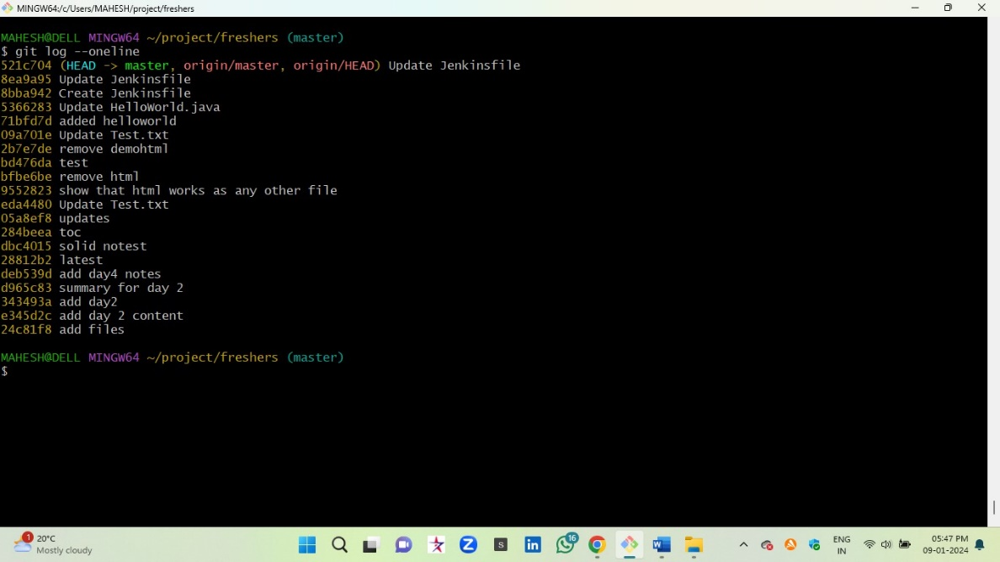 MINGW64:/c/Users/MAHESH/project/freshers
MAHESH@DELL MINGW64 ~/project/freshers (master)
$ git log --oneline
521c704 (HEAD -> master, origin/master, origin/HEAD) Update Jenkinsfile
8ea9a95 Update Jenkinsfile
8bba942 Create Jenkinsfile
5366283 Update HelloWorld.java
71bfd7d added helloworld
09a701e Update Test.txt
2b7e7de remove demohtml
bd476da test
bfbe6be remove html
9552823 show that html works as any other file
eda4480 Update Test.txt
05a8ef8 updates
284beea toc
dbc4015 solid notest
28812b2 latest
deb539d add day4 notes
d965c83 summary for day 2
343493a add day2
e345d2c add day 2 content
24c81f8 add files
MAHESH@DELL MINGW64 ~/project/freshers (master)
$
1
20°C
Mostly cloudy
Z
S
in
16
W
ENG
IN
05:47 PM
09-01-2024